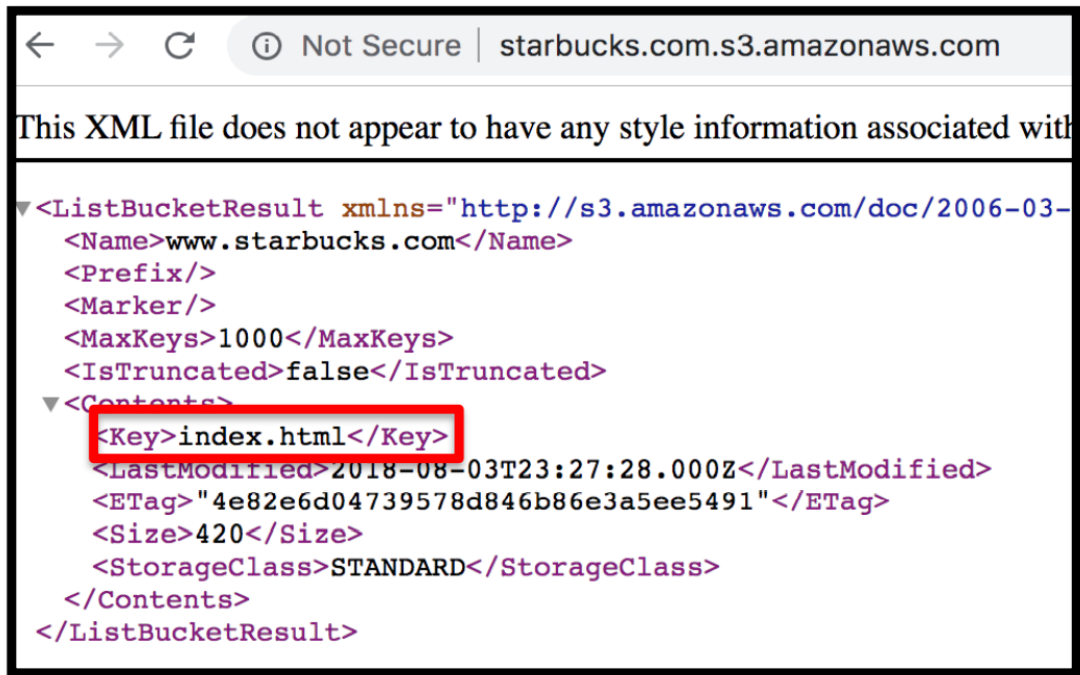 Not Secure | starbucks.com.s3.amazonaws.com
This XML file does not appear to have any style information associated with
<ListBucketResult xmlns="http://s3.amazonaws.com/doc/2006-03-
<Name>www.starbucks.com</Name>
<Prefix/>
<Marker/>
<MaxKeys>1000</MaxKeys>
<IsTruncated>false</IsTruncated>
<Contents>
<Key>index.html</Key>
<LastModified>2018-08-03T23:27:28.000Z</LastModified>
<ETag>"4e82e6d04739578d846b86e3a5ee5491"</ETag>
<Size>420</Size>
<StorageClass>STANDARD</StorageClass>
</Contents>
</ListBucketResult>